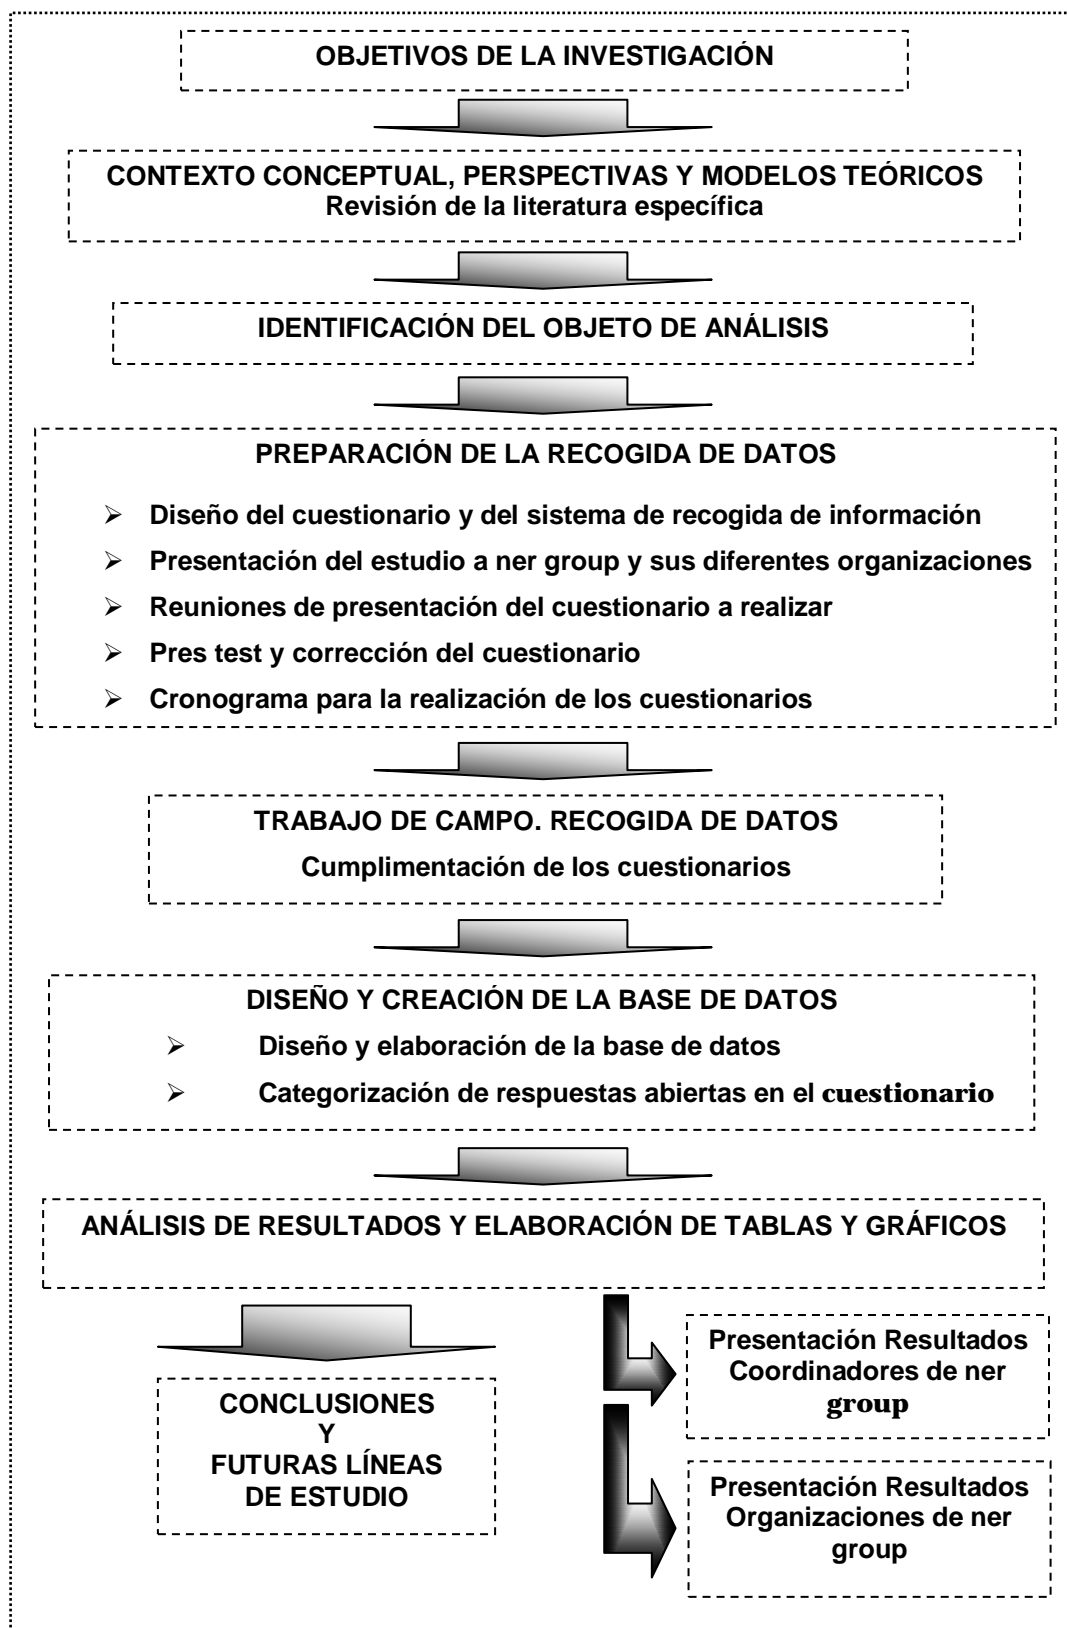 OBJETIVOS DE LA INVESTIGACIÓN
CONTEXTO CONCEPTUAL, PERSPECTIVAS Y MODELOS TEÓRICOS
Revisión de la literatura específica
IDENTIFICACIÓN DEL OBJETO DE ANÁLISIS
PREPARACIÓN DE LA RECOGIDA DE DATOS
➢ Diseño del cuestionario y del sistema de recogida de información
➢ Presentación del estudio a ner group y sus diferentes organizaciones
➢ Reuniones de presentación del cuestionario a realizar
➢ Pres test y corrección del cuestionario
➢ Cronograma para la realización de los cuestionarios
TRABAJO DE CAMPO. RECOGIDA DE DATOS
Cumplimentación de los cuestionarios
DISEÑO Y CREACIÓN DE LA BASE DE DATOS
➢ Diseño y elaboración de la base de datos
➢ Categorización de respuestas abiertas en el cuestionario
ANÁLISIS DE RESULTADOS Y ELABORACIÓN DE TABLAS Y GRÁFICOS
CONCLUSIONES
Y
FUTURAS LÍNEAS
DE ESTUDIO
Presentación Resultados
Coordinadores de ner
group
Presentación Resultados
Organizaciones de ner
group